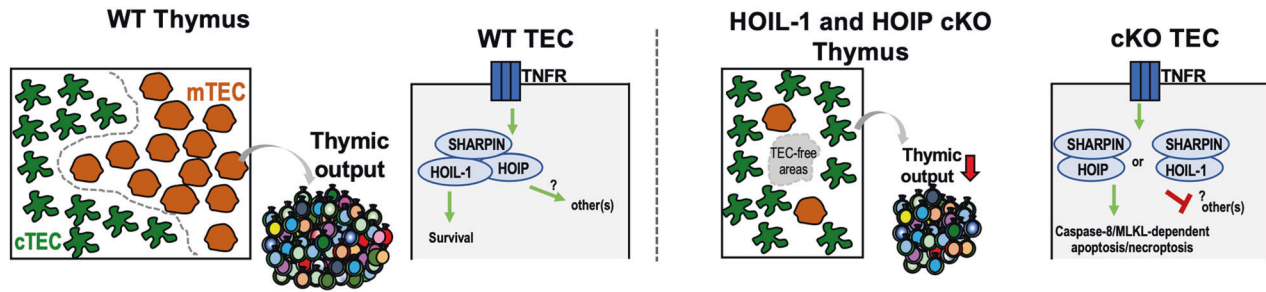 WT Thymus
mTEC
cTEC
Thymic
output
WT TEC
TNFR
SHARPIN
HOIL-1
HOIP
?
other(s)
Survival
HOIL-1 and HOIP cKO
Thymus
TEC-free
areas
Thymic
output
cKO TEC
TNFR
SHARPIN
HOIP
or
SHARPIN
HOIL-1
?
other(s)
Caspase-8/MLKL-dependent
apoptosis/necroptosis